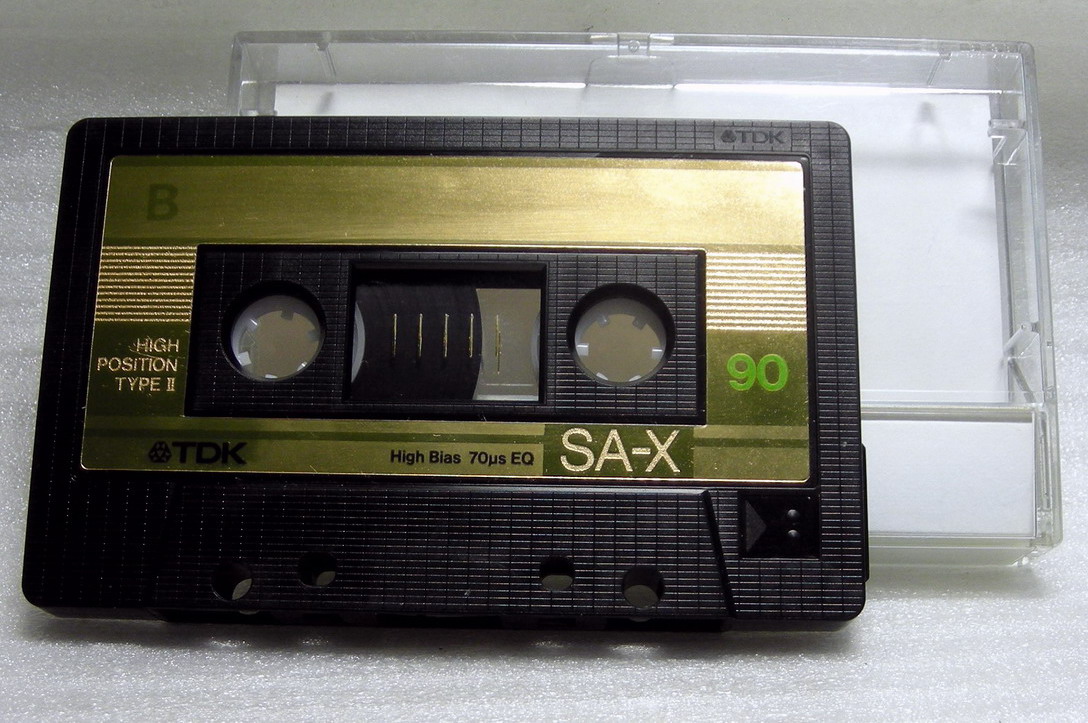 TDK
B
HIGH
POSITION
TYPE II
90
TDK
High Bias 70µs EQ
SA-X